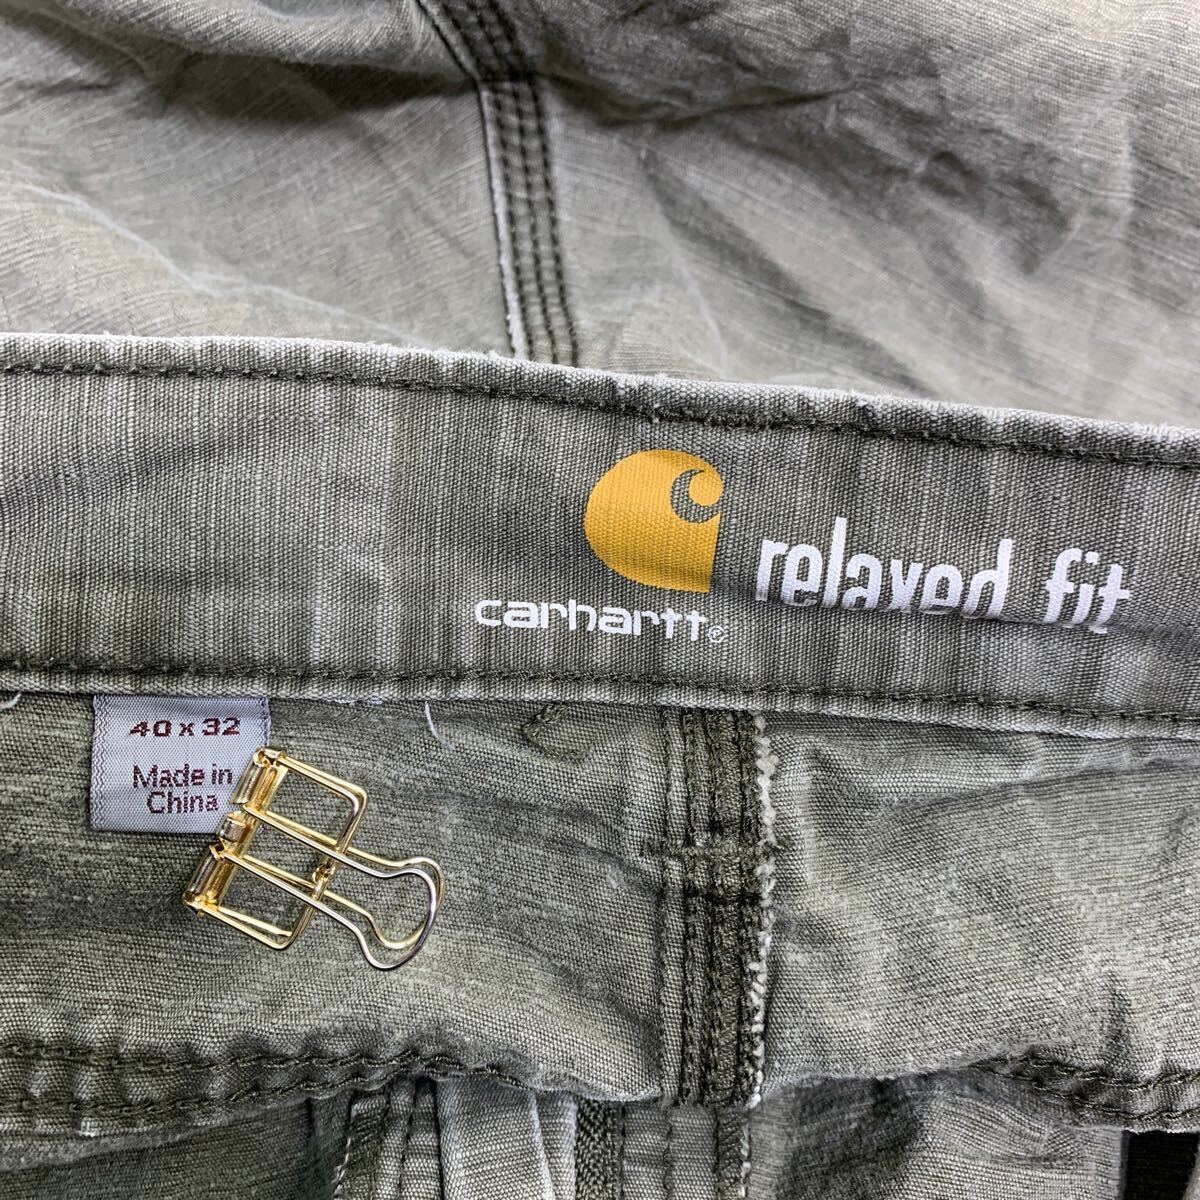 carhartt® relaxed fit
40 x 32
Made in
China